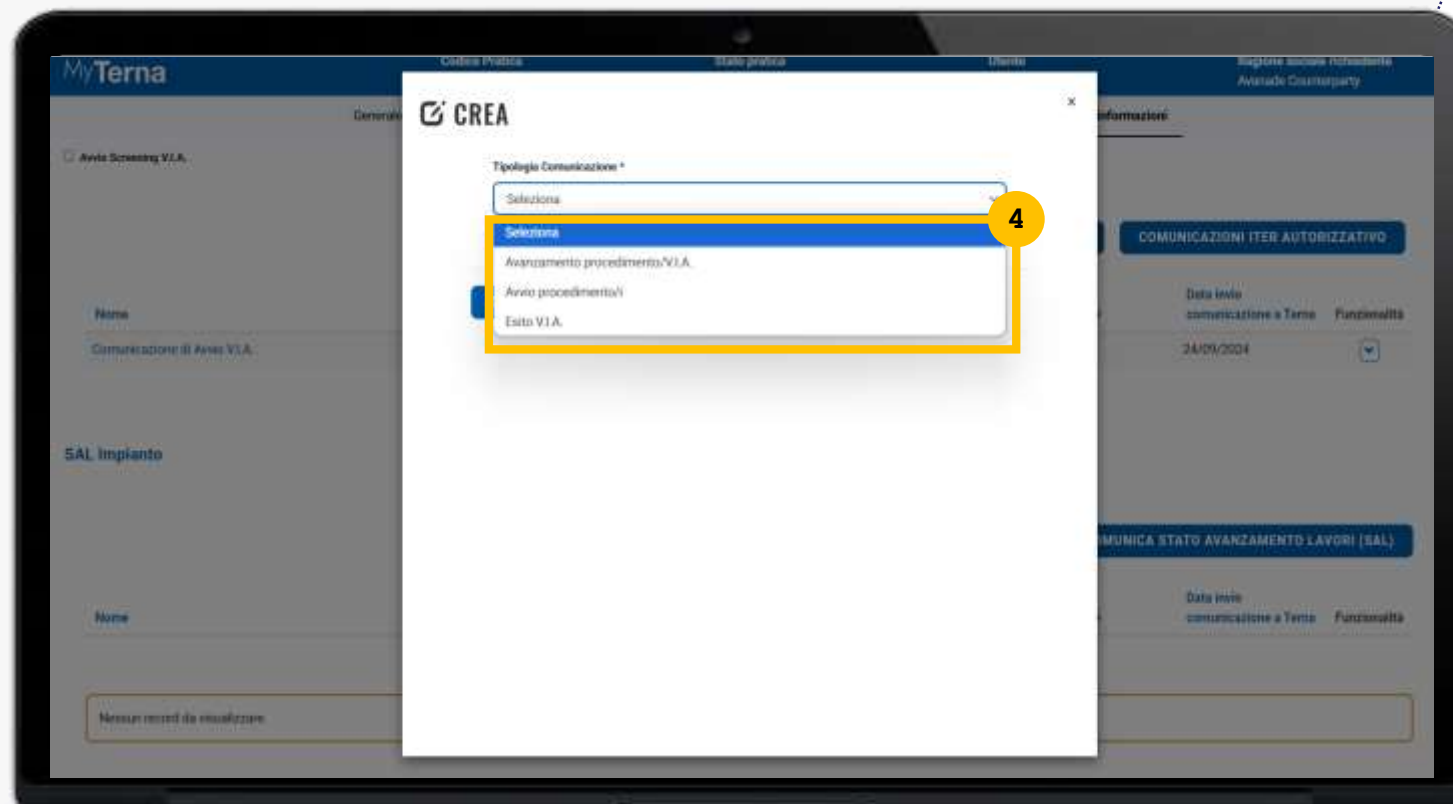 MyTerna
Codice Pratica
Stato pratica
Utente
Ragione sociale richiedente
Avanade Counterparty
Generale
Informazioni
Avvio Screening V.I.A.
CREA
x
Tipologia Comunicazione *
Seleziona
4
Seleziona
Avanzamento procedimento/V.I.A.
Avvio procedimento/i
Esito V.I.A.
COMUNICAZIONI ITER AUTORIZZATIVO
Nome
Data invio
comunicazione a Terna
Funzionalità
Comunicazione di Avvio V.I.A.
24/09/2024
SAL Impianto
MUNICA STATO AVANZAMENTO LAVORI (SAL)
Nome
Data invio
comunicazione a Terna
Funzionalità
Nessun record da visualizzare